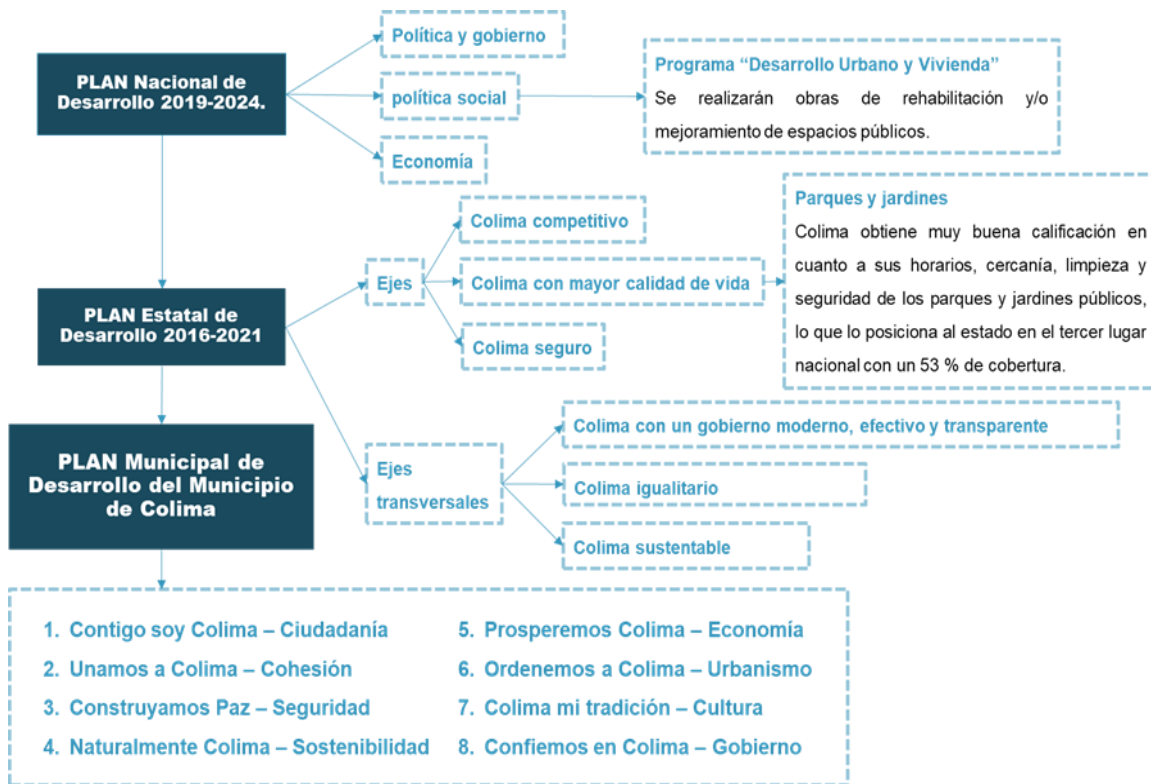 PLAN Nacional de
Desarrollo 2019-2024.
Política y gobierno
política social
Economía
Programa “Desarrollo Urbano y Vivienda”
Se realizarán obras de rehabilitación y/o
mejoramiento de espacios públicos.
PLAN Estatal de
Desarrollo 2016-2021
Ejes
Colima competitivo
Colima con mayor calidad de vida
Colima seguro
Parques y jardines
Colima obtiene muy buena calificación en
cuanto a sus horarios, cercanía, limpieza y
seguridad de los parques y jardines públicos,
lo que lo posiciona al estado en el tercer lugar
nacional con un 53 % de cobertura.
Ejes
transversales
Colima con un gobierno moderno, efectivo y transparente
Colima igualitario
Colima sustentable
PLAN Municipal de
Desarrollo del Municipio
de Colima
1. Contigo soy Colima – Ciudadanía
2. Unamos a Colima – Cohesión
3. Construyamos Paz – Seguridad
4. Naturalmente Colima – Sostenibilidad
5. Prosperemos Colima – Economía
6. Ordenemos a Colima – Urbanismo
7. Colima mi tradición – Cultura
8. Confiemos en Colima – Gobierno